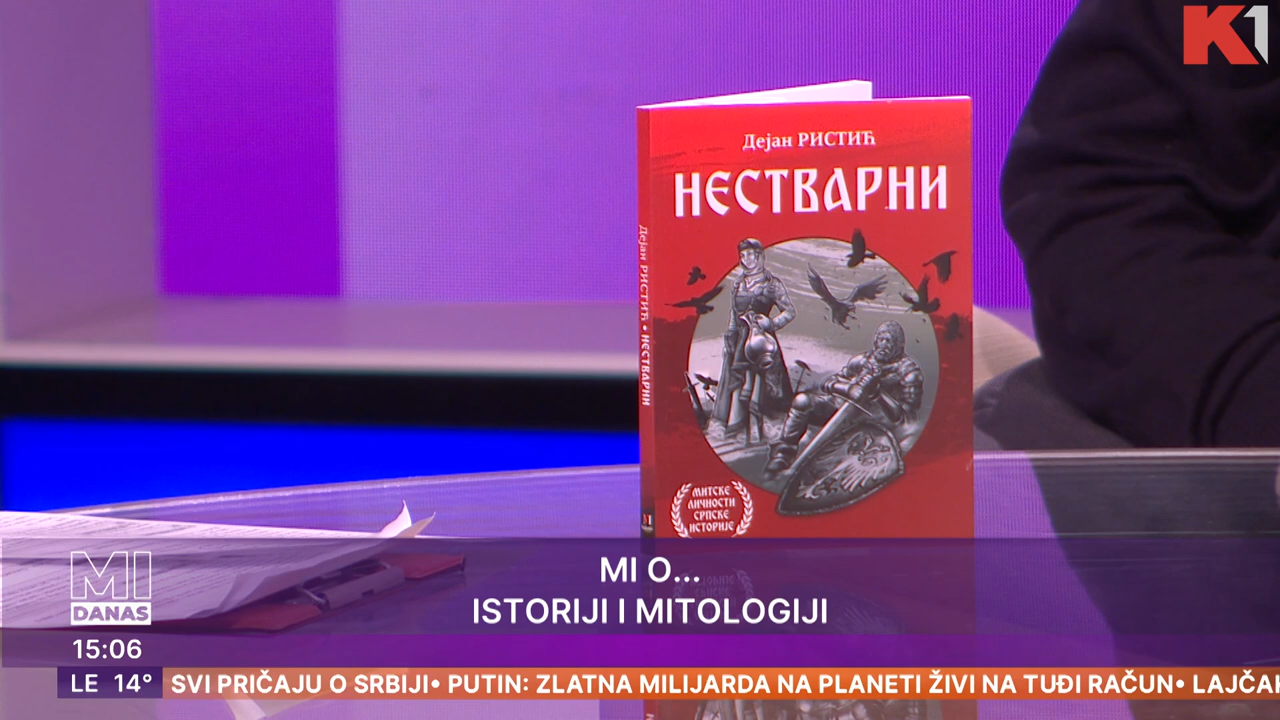 K1
Дејан РИСТИЋ
НЕСТВАРНИ
Дејан РИСТИЋ • НЕСТВАРНИ
МИТСКЕ
ЛИЧНОСТИ
СРПСКЕ
ИСТОРИЈЕ
MI
DANAS
MI O...
ISTORIJI I MITOLOGIJI
15:06
LE 14°
SVI PRIČAJU O SRBIJI• PUTIN: ZLATNA MILIJARDA NA PLANETI ŽIVI NA TUĐI RAČUN•